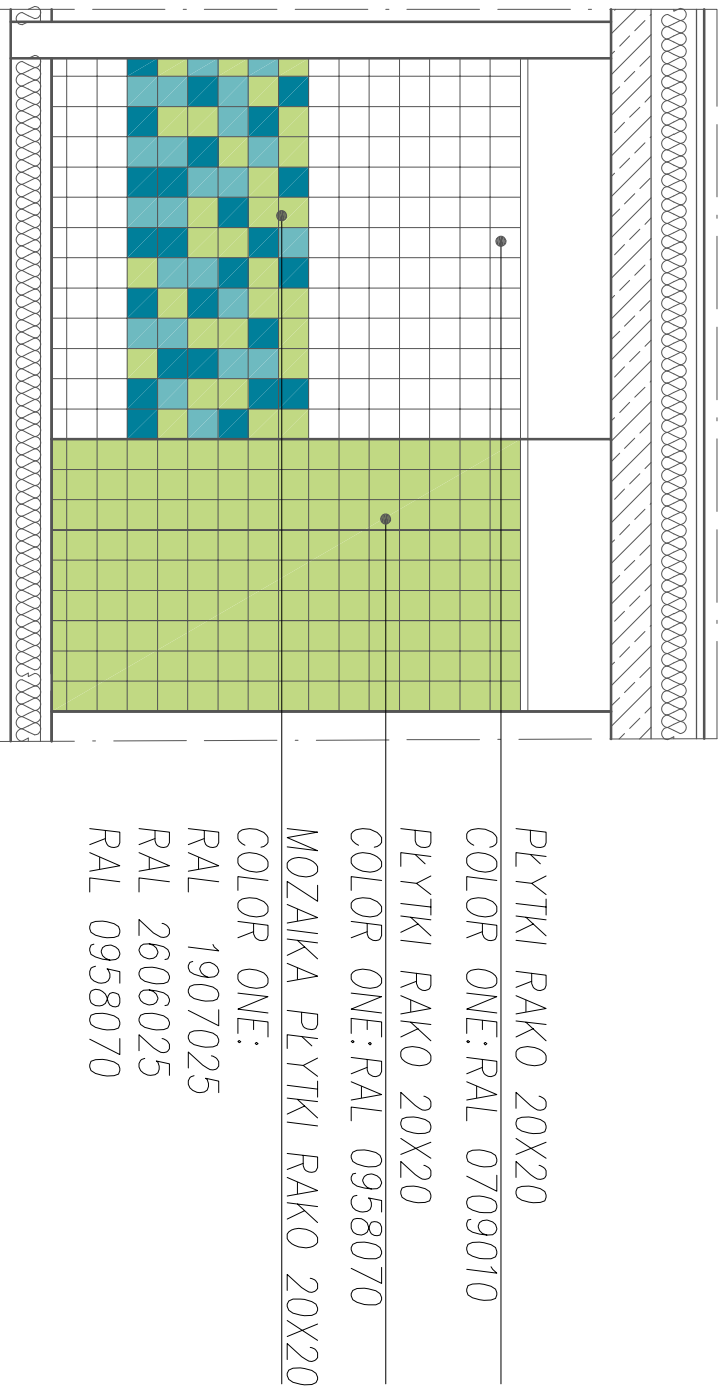 PŁYTKI RAKO 20X20
COLOR ONE: RAL 0709010
PŁYTKI RAKO 20X20
COLOR ONE: RAL 0958070
MOZAIKA PŁYTKI RAKO 20X20
COLOR ONE:
RAL 1907025
RAL 2606025
RAL 0958070